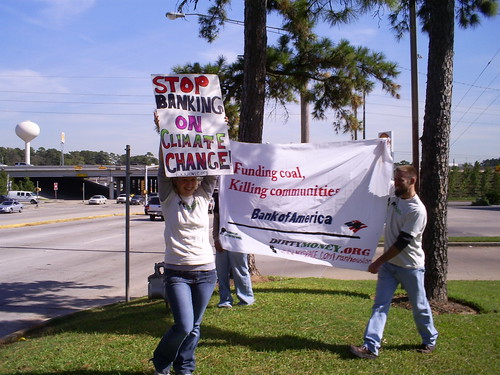 STOP
BANKING
ON
CLIMATE
CHANGE!
Funding coal,
Killing communities
Bank of America
DIRTYMONEY.ORG